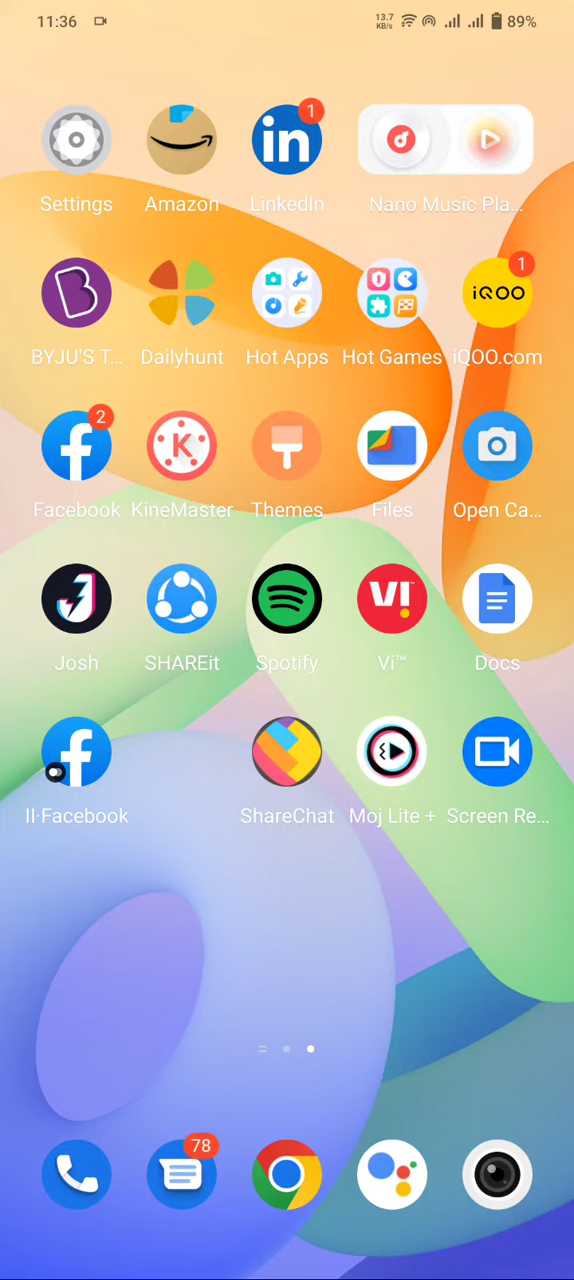 11:36 13.7 KB/s 89%
1
in
Settings Amazon LinkedIn Nano Music Pla...
1
iQOO
BYJU'S T... Dailyhunt Hot Apps Hot Games iQOO.com
2
K
Facebook KineMaster Themes Files Open Ca...
VI
Josh SHAREit Spotify Vi™ Docs
II·Facebook ShareChat Moj Lite + Screen Re...
78